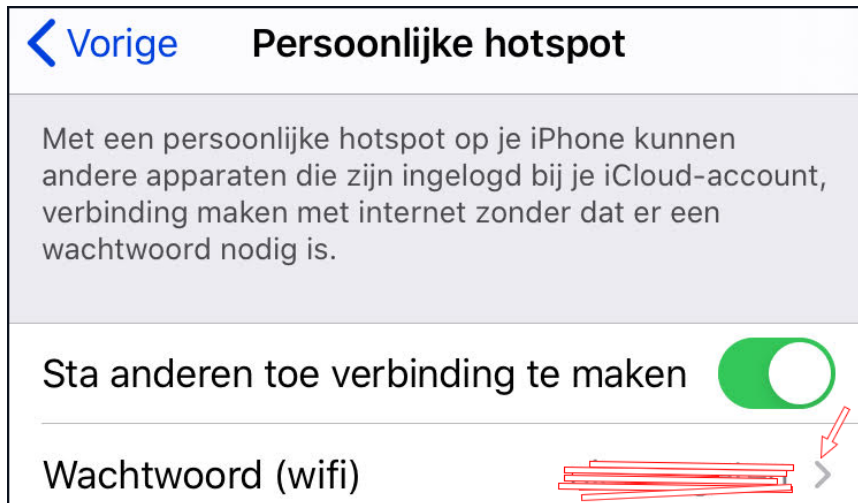 Vorige Persoonlijke hotspot
Met een persoonlijke hotspot op je iPhone kunnen
andere apparaten die zijn ingelogd bij je iCloud-account,
verbinding maken met internet zonder dat er een
wachtwoord nodig is.
Sta anderen toe verbinding te maken
Wachtwoord (wifi)